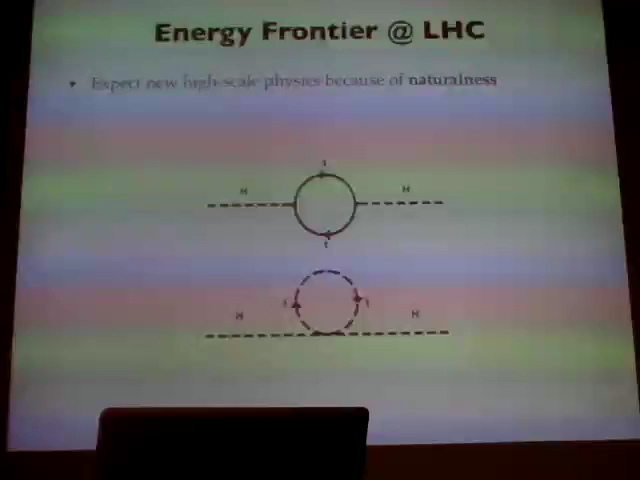 Energy Frontier @ LHC
• Expect new high-scale physics because of naturalness
t
H H
t
t t
H H